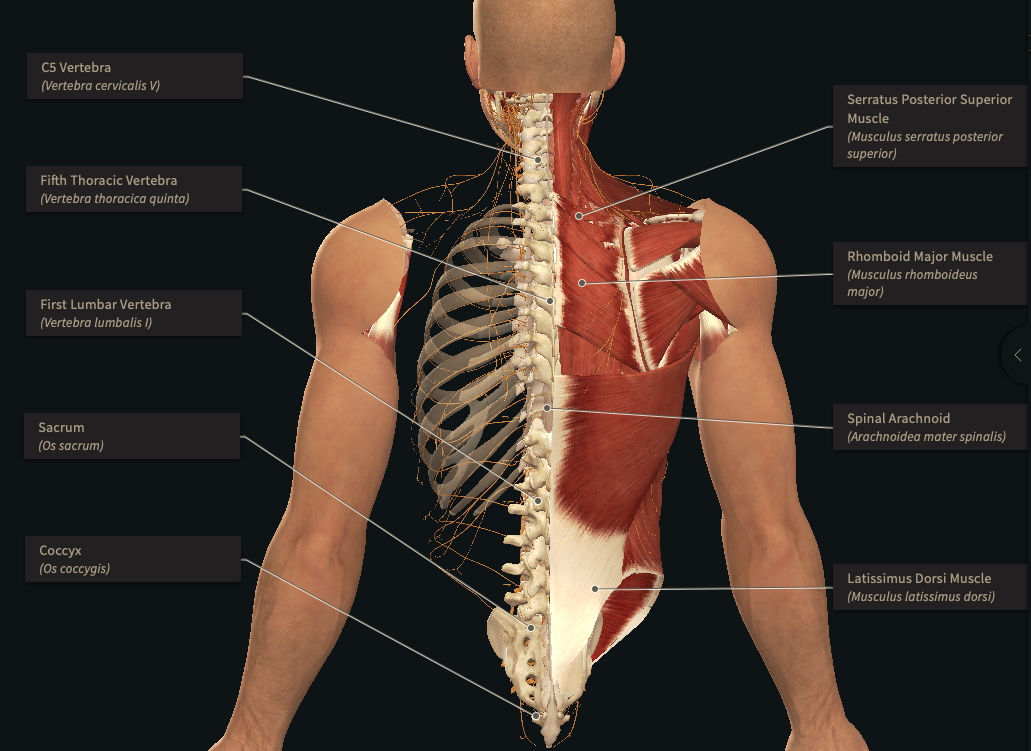 C5 Vertebra
(Vertebra cervicalis V)
Fifth Thoracic Vertebra
(Vertebra thoracica quinta)
First Lumbar Vertebra
(Vertebra lumbalis I)
Sacrum
(Os sacrum)
Coccyx
(Os coccygis)
Serratus Posterior Superior
Muscle
(Musculus serratus posterior
superior)
Rhomboid Major Muscle
(Musculus rhomboideus
major)
Spinal Arachnoid
(Arachnoidea mater spinalis)
Latissimus Dorsi Muscle
(Musculus latissimus dorsi)